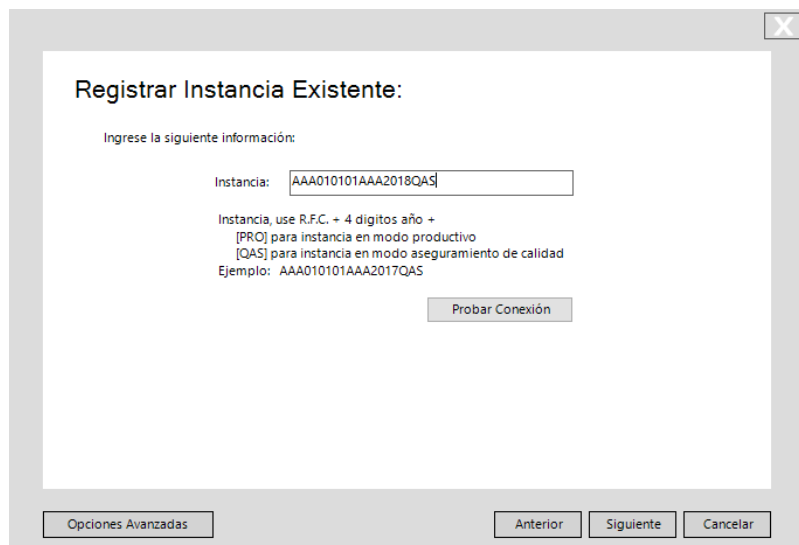 X
Registrar Instancia Existente:
Ingrese la siguiente información:
Instancia: AAA010101AAA2018QAS
Instancia, use R.F.C. + 4 digitos año +
[PRO] para instancia en modo productivo
[QAS] para instancia en modo aseguramiento de calidad
Ejemplo: AAA010101AAA2017QAS
Probar Conexión
Opciones Avanzadas Anterior Siguiente Cancelar